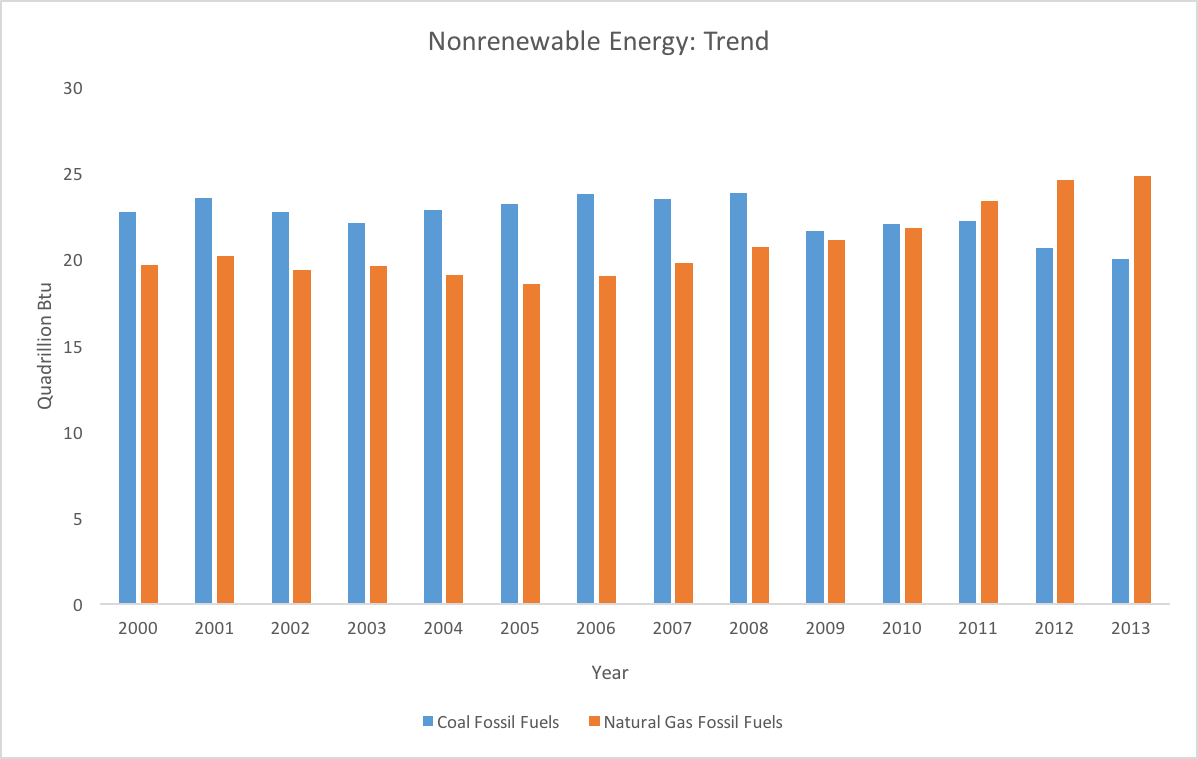 Nonrenewable Energy: Trend
30
25
20
15
10
5
0
Quadrillion Btu
2000 2001 2002 2003 2004 2005 2006 2007 2008 2009 2010 2011 2012 2013
Year
Coal Fossil Fuels Natural Gas Fossil Fuels